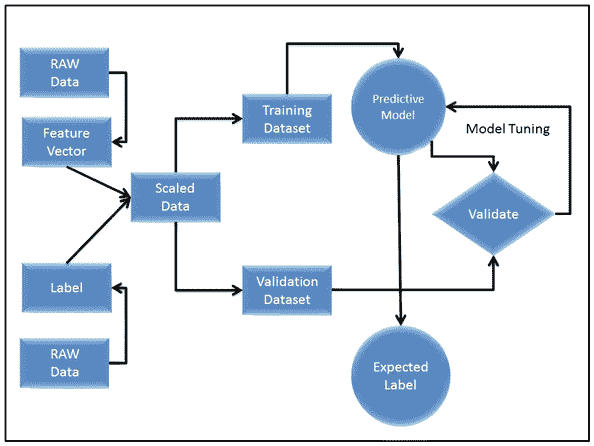 RAW
Data
Feature
Vector
Scaled
Data
Label
RAW
Data
Training
Dataset
Validation
Dataset
Predictive
Model
Model Tuning
Validate
Expected
Label